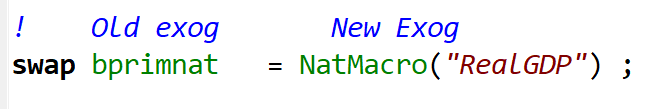 !    Old exog       New Exog
swap bprimnat   = NatMacro("RealGDP") ;